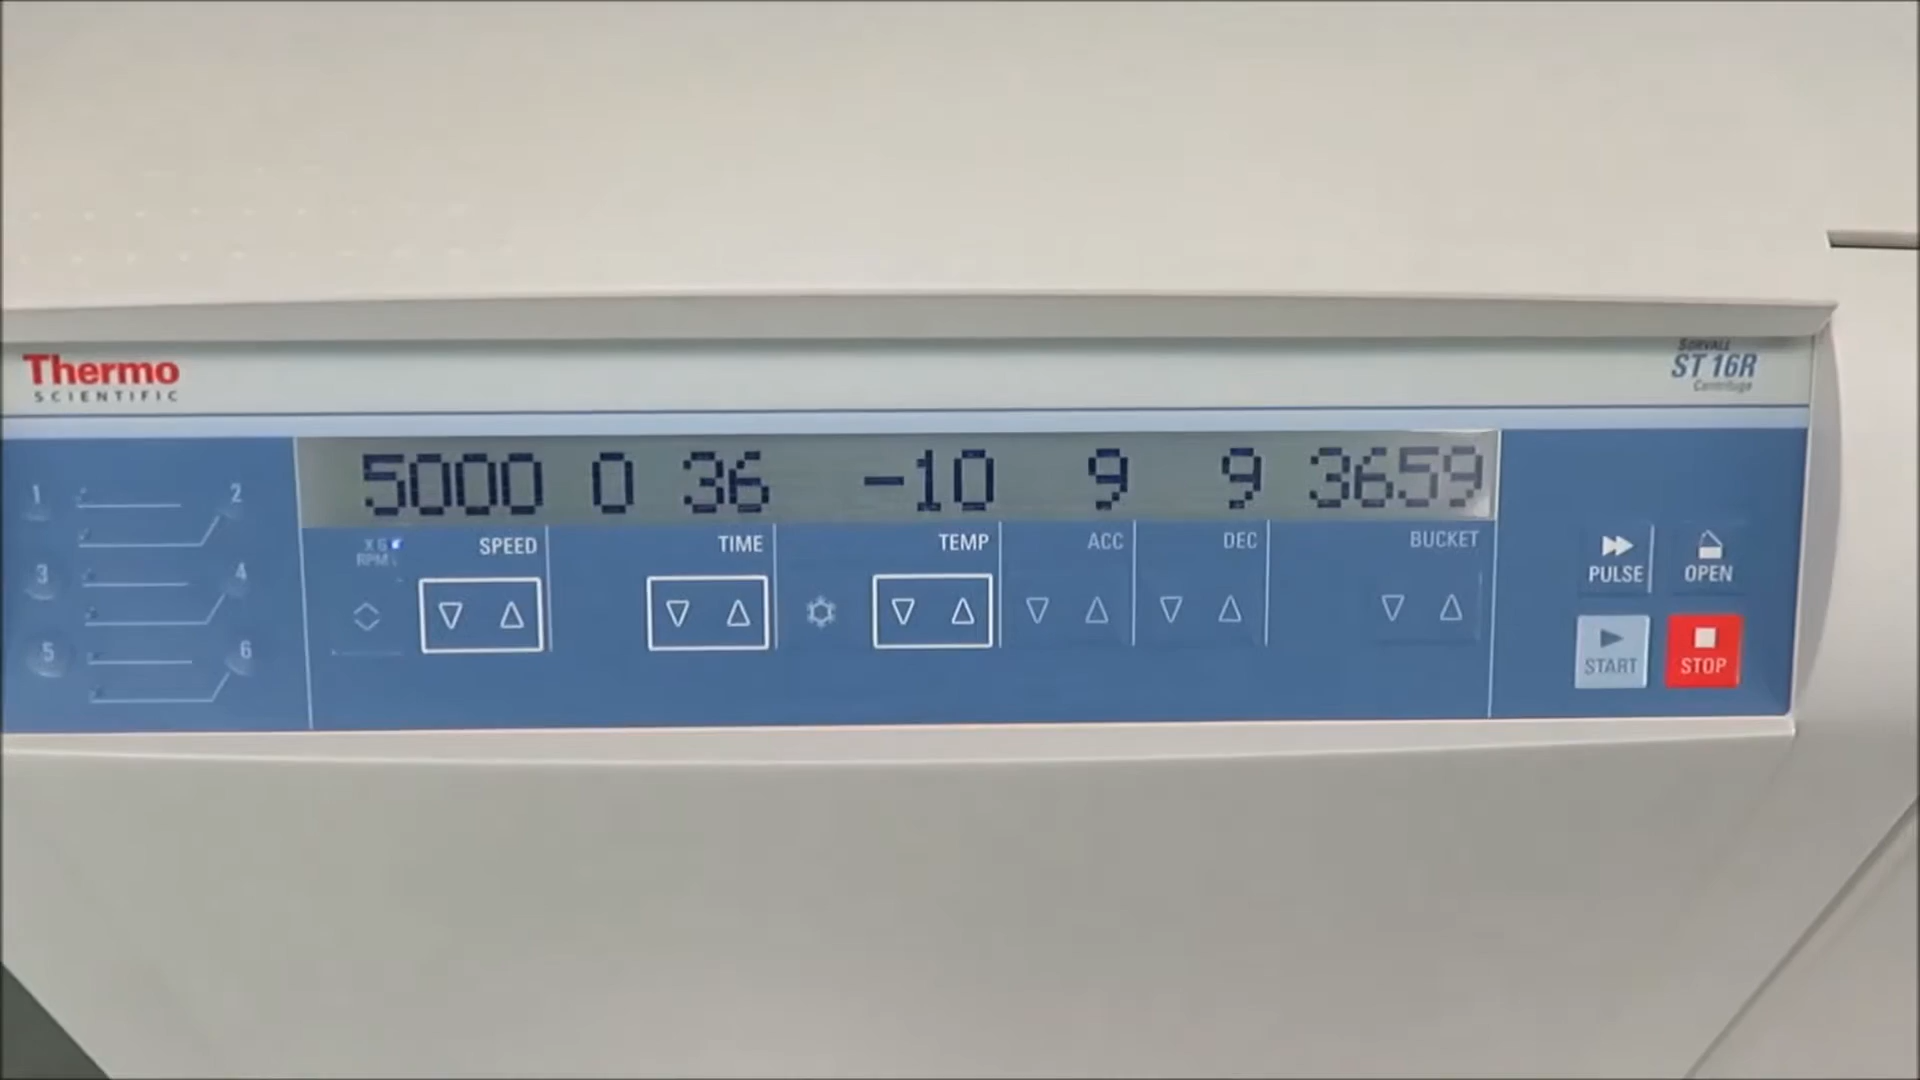 Thermo
SCIENTIFIC
SORVALL
ST 16R
Centrifuge
5000 0 36 -10 9 9 3659
X G
RPM
SPEED
TIME
TEMP
ACC
DEC
BUCKET
1
2
3
4
5
6
PULSE
OPEN
START
STOP